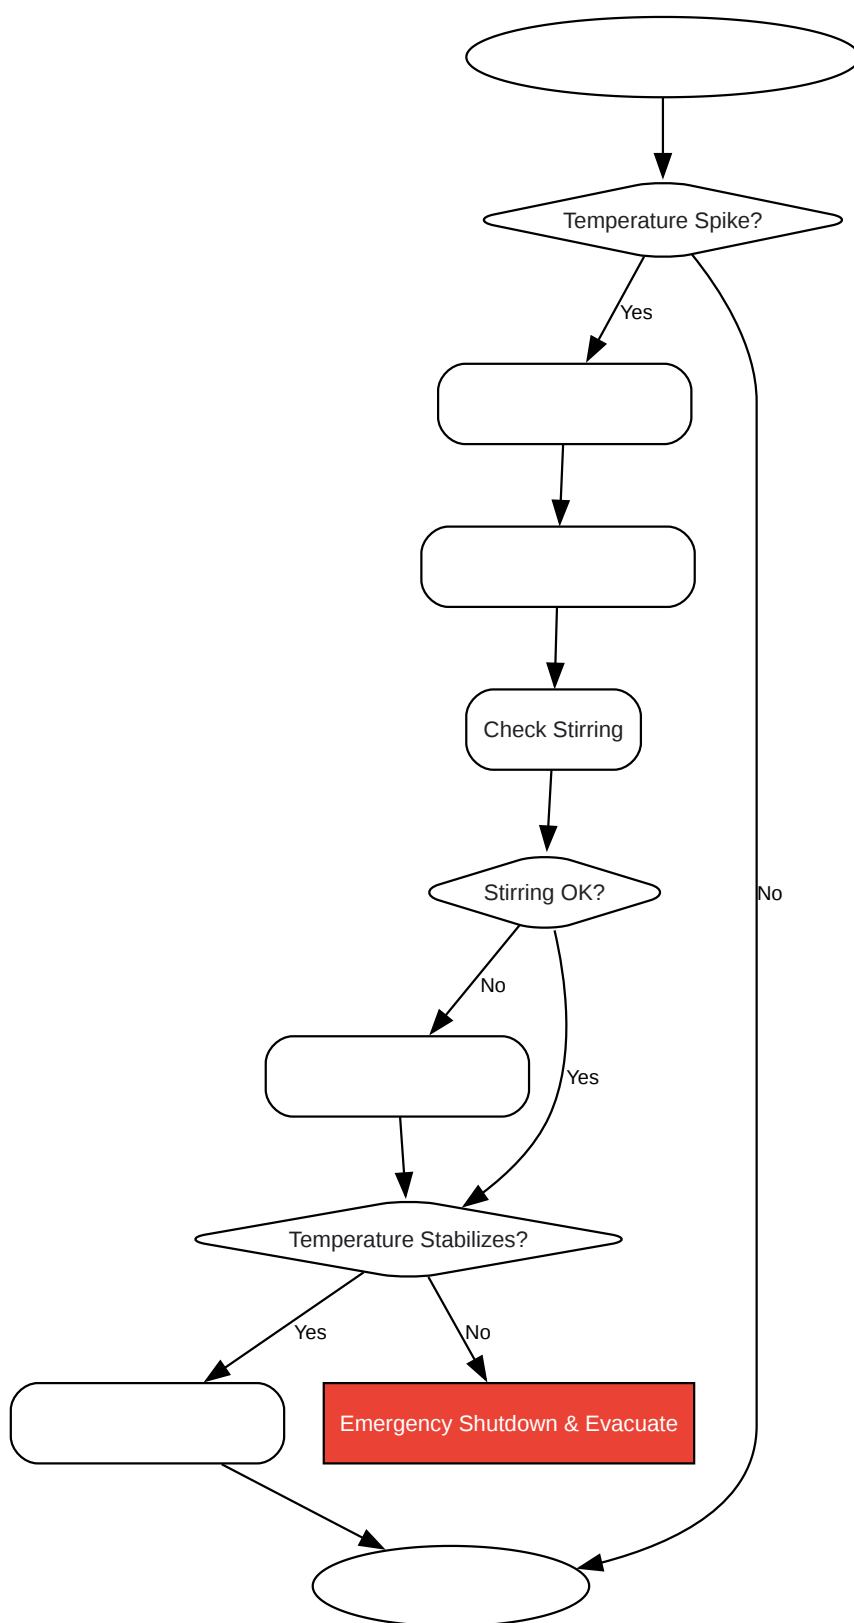 Temperature Spike?
Yes
Check Stirring
Stirring OK?
No
No
Yes
Temperature Stabilizes?
Yes
No
Emergency Shutdown & Evacuate